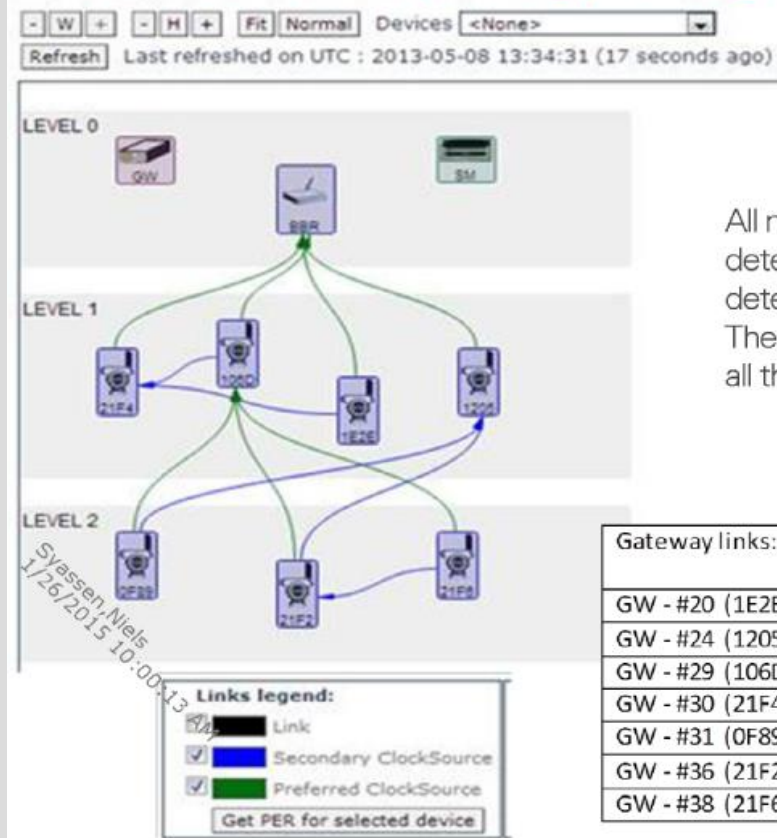 - W + - H + Fit Normal Devices <None>
Refresh Last refreshed on UTC : 2013-05-08 13:34:31 (17 seconds ago)
LEVEL 0
GW
BBR
SM
LEVEL 1
21F4
106D
1E2E
1205
LEVEL 2
0F89
21F2
21F6
Syassen, Niels
1/26/2015 10:00:13 AM
Links legend:
Link
Secondary ClockSource
Preferred ClockSource
Get PER for selected device
All
dete
dete
The
all th
Gateway links:
GW - #20 (1E2E
GW - #24 (1205
GW - #29 (106D
GW - #30 (21F4
GW - #31 (0F89
GW - #36 (21F2
GW - #38 (21F6